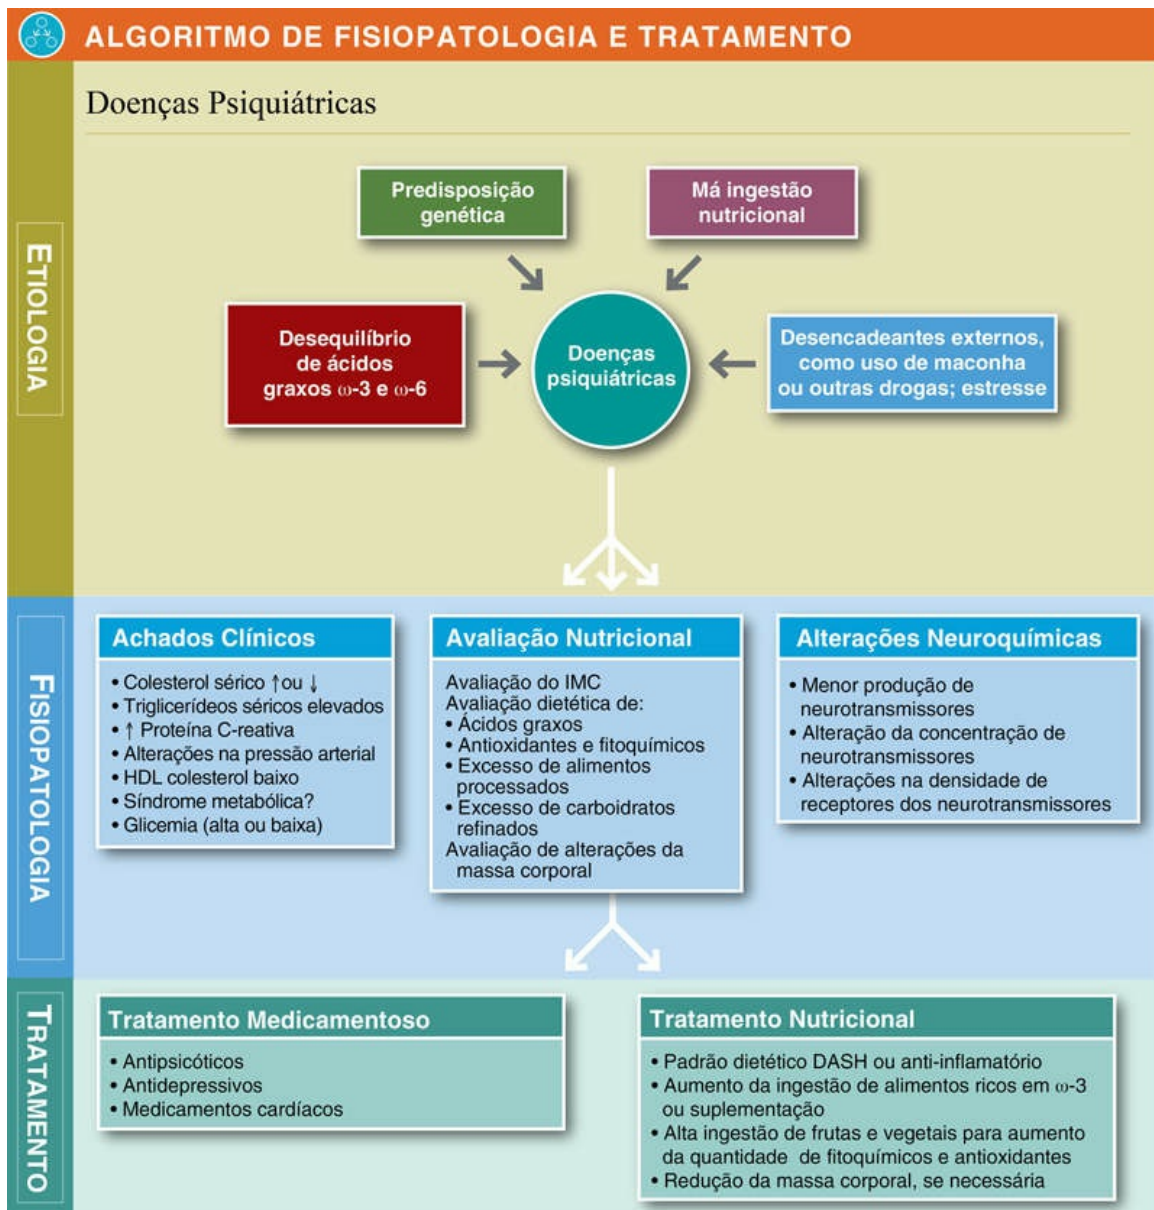 ALGORITMO DE FISIOPATOLOGIA E TRATAMENTO
ETIOLOGIA
Doenças Psiquiátricas
Predisposição
genética
Má ingestão
nutricional
Desequilíbrio
de ácidos
graxos ω-3 e ω-6
Doenças
psiquiátricas
Desencadeantes externos,
como uso de maconha
ou outras drogas; estresse
FISIOPATOLOGIA
Achados Clínicos
• Colesterol sérico ↑ou ↓
• Triglicerídeos séricos elevados
• ↑ Proteína C-reativa
• Alterações na pressão arterial
• HDL colesterol baixo
• Síndrome metabólica?
• Glicemia (alta ou baixa)
Avaliação Nutricional
Avaliação do IMC
Avaliação dietética de:
• Ácidos graxos
• Antioxidantes e fitoquímicos
• Excesso de alimentos
processados
• Excesso de carboidratos
refinados
Avaliação de alterações da
massa corporal
Alterações Neuroquímicas
• Menor produção de
neurotransmissores
• Alteração da concentração de
neurotransmissores
• Alterações na densidade de
receptores dos neurotransmissores
TRATAMENTO
Tratamento Medicamentoso
• Antipsicóticos
• Antidepressivos
• Medicamentos cardíacos
Tratamento Nutricional
• Padrão dietético DASH ou anti-inflamatório
• Aumento da ingestão de alimentos ricos em ω-3
ou suplementação
• Alta ingestão de frutas e vegetais para aumento
da quantidade de fitoquímicos e antioxidantes
• Redução da massa corporal, se necessária